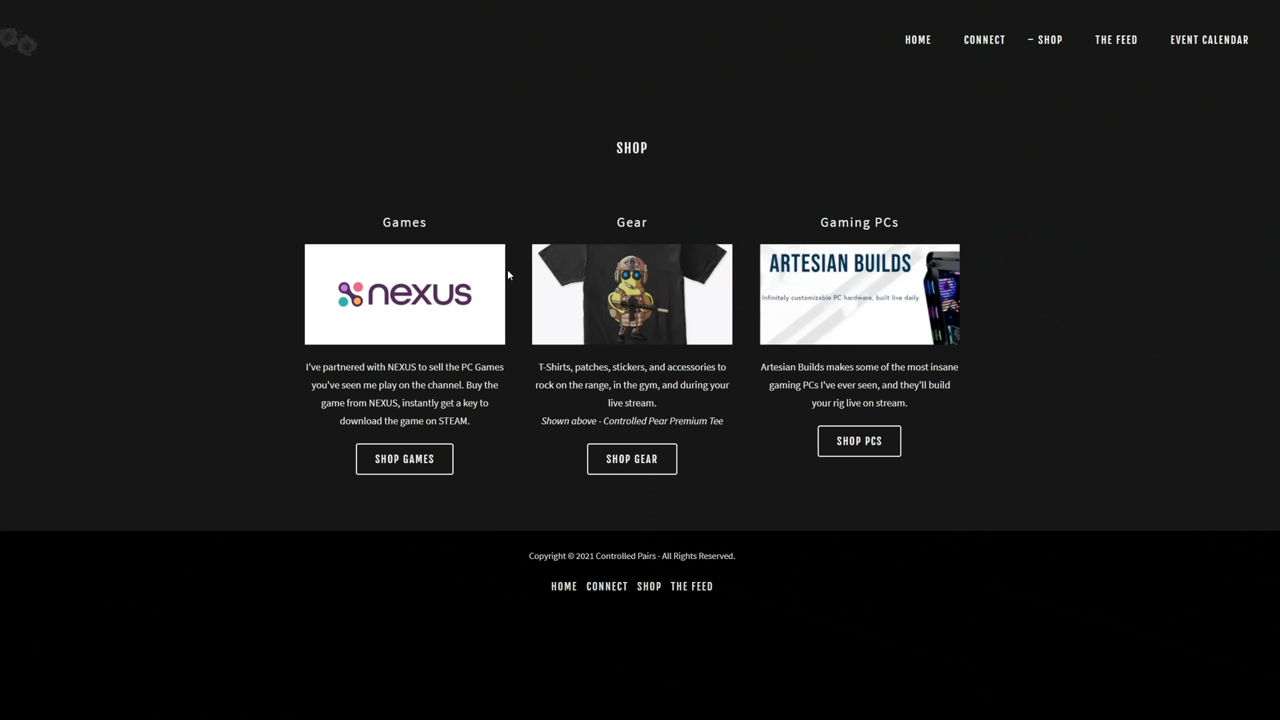 HOME CONNECT – SHOP THE FEED EVENT CALENDAR
SHOP
Games
nexus
I've partnered with NEXUS to sell the PC Games
you've seen me play on the channel. Buy the
game from NEXUS, instantly get a key to
download the game on STEAM.
SHOP GAMES
Gear
T-Shirts, patches, stickers, and accessories to
rock on the range, in the gym, and during your
live stream.
Shown above - Controlled Pear Premium Tee
SHOP GEAR
Gaming PCs
ARTESIAN BUILDS
Infinitely customizable PC hardware, built live daily
Artesian Builds makes some of the most insane
gaming PCs I've ever seen, and they'll build
your rig live on stream.
SHOP PCS
Copyright © 2021 Controlled Pairs - All Rights Reserved.
HOME CONNECT SHOP THE FEED